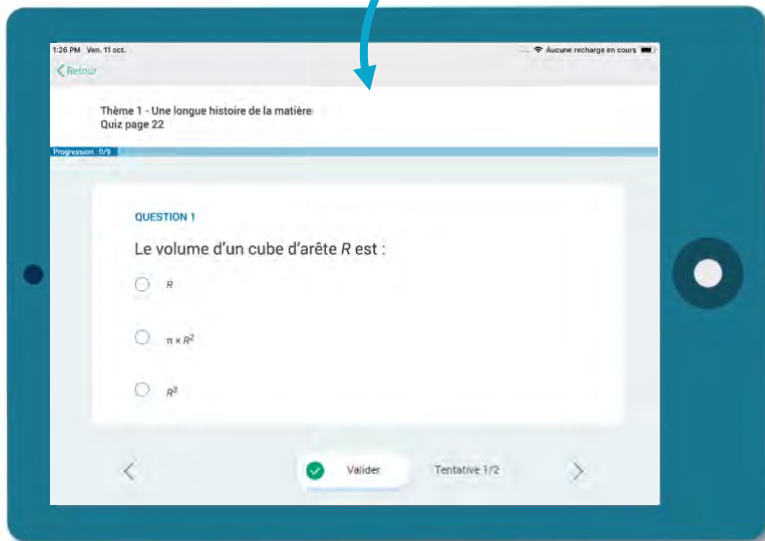 1:26 PM Ven. 11 oct.
Aucune recharge en cours
Retour
Thème 1 - Une longue histoire de la matière
Quiz page 22
Progression 0/9
QUESTION 1
Le volume d'un cube d'arête R est :
R
π × R²
R³
Valider
Tentative 1/2